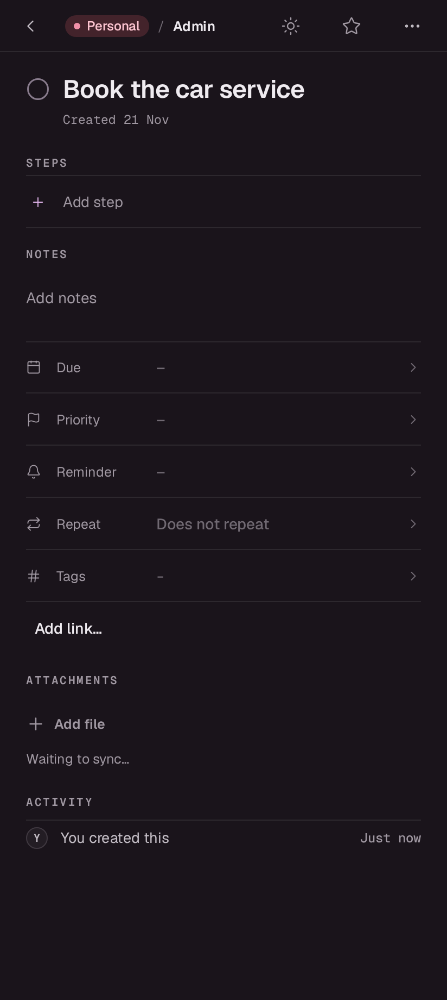 Personal / Admin
Book the car service
Created 21 Nov
STEPS
+ Add step
NOTES
Add notes
Due –
Priority –
Reminder –
Repeat Does not repeat
Tags –
Add link…
ATTACHMENTS
+ Add file
Waiting to sync…
ACTIVITY
Y You created this Just now